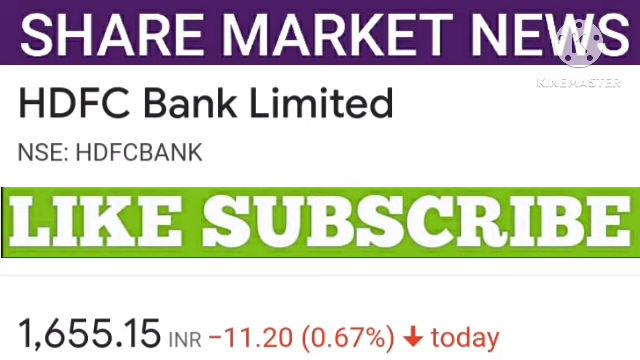 SHARE MARKET NEWS
KINEMASTER
HDFC Bank Limited
NSE: HDFCBANK
LIKE SUBSCRIBE
1,655.15 INR −11.20 (0.67%) ↓ today